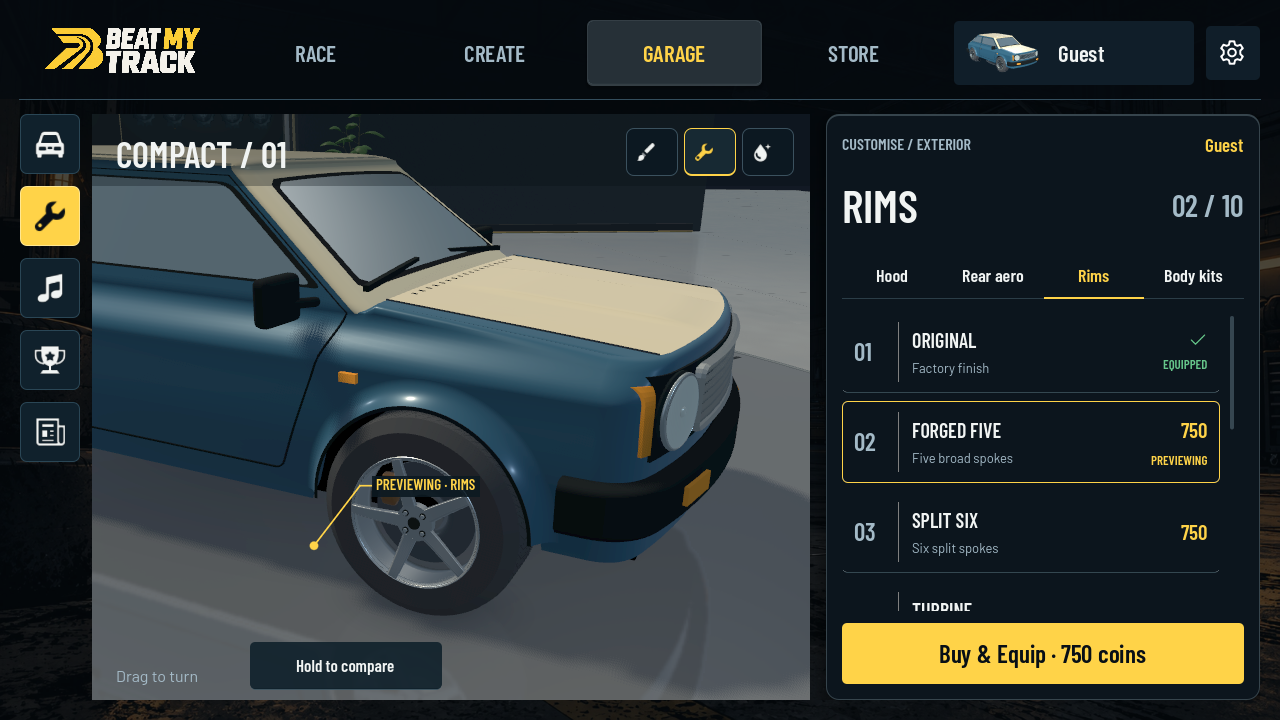 BEAT MY
TRACK
RACE
CREATE
GARAGE
STORE
Guest
COMPACT / 01
PREVIEWING · RIMS
Hold to compare
Drag to turn
CUSTOMISE / EXTERIOR
Guest
RIMS
02 / 10
Hood
Rear aero
Rims
Body kits
01
ORIGINAL
Factory finish
EQUIPPED
02
FORGED FIVE
Five broad spokes
750
PREVIEWING
03
SPLIT SIX
Six split spokes
750
TURBINE
Buy & Equip · 750 coins